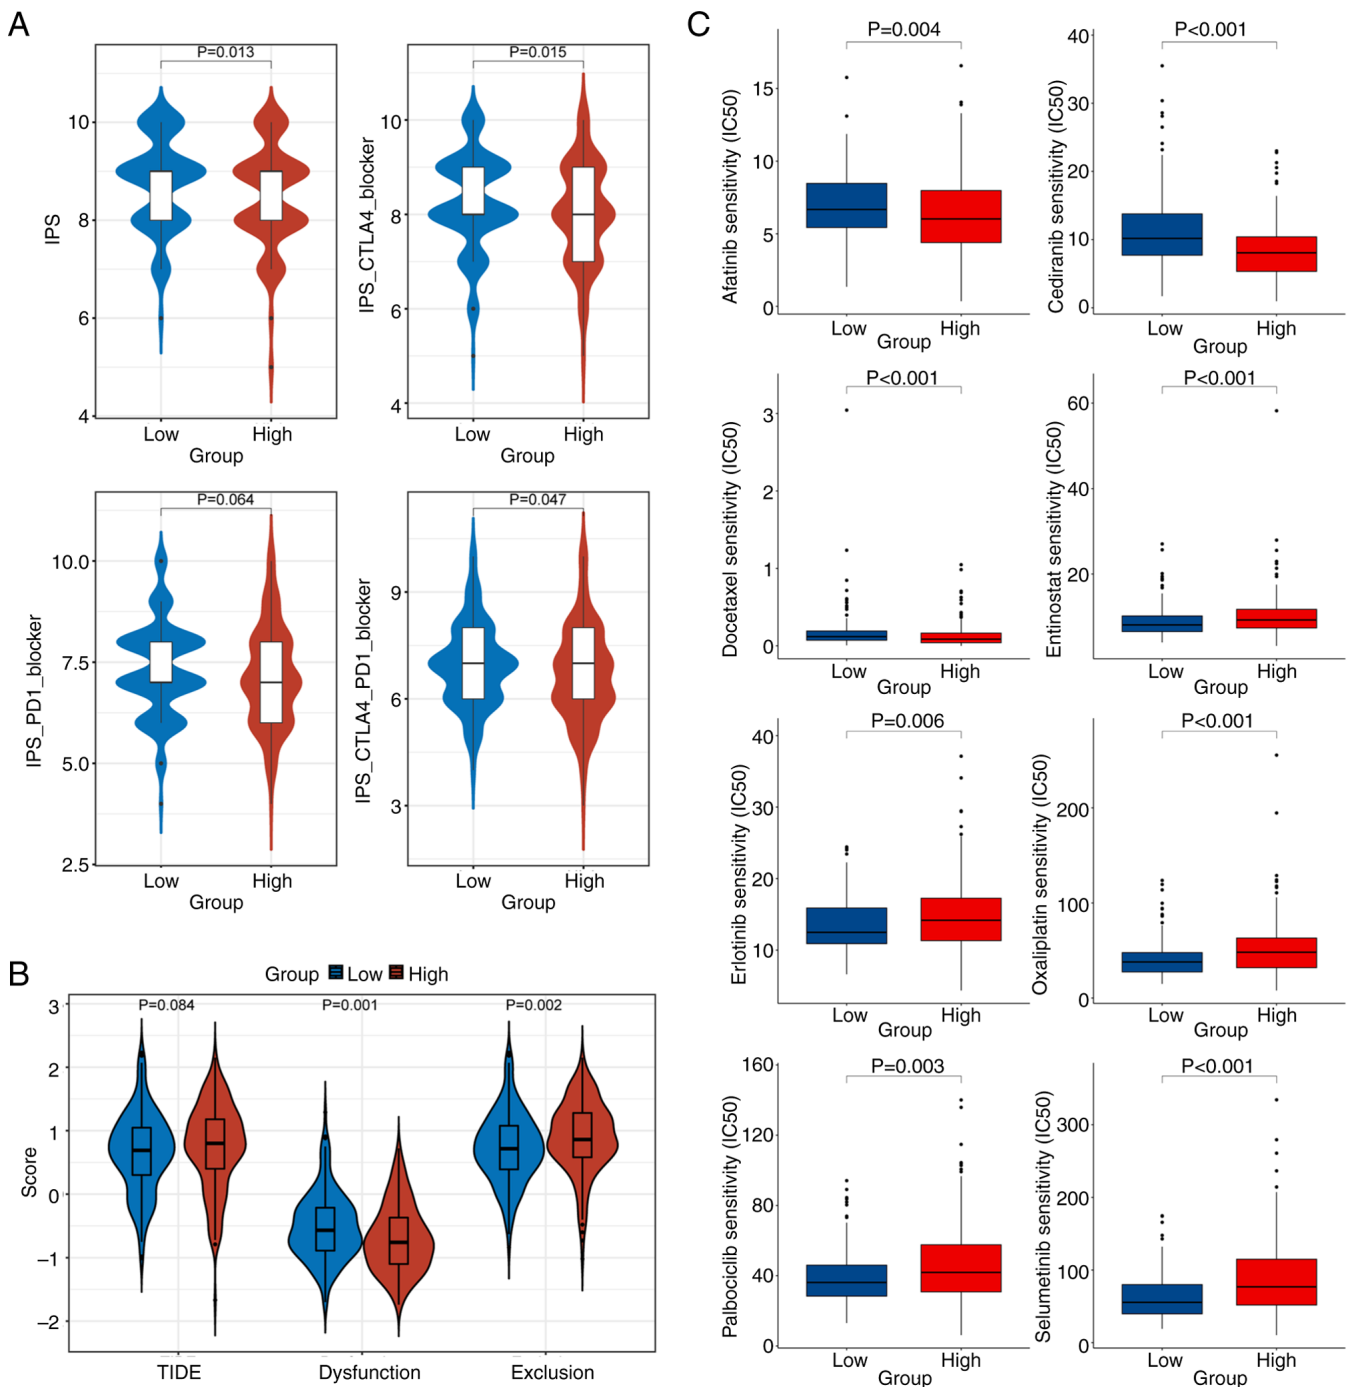 A
P=0.013
IPS
10
8
6
4
Low High
Group
P=0.015
IPS_CTLA4_blocker
10
8
6
4
Low High
Group
P=0.064
IPS_PD1_blocker
10.0
7.5
5.0
2.5
Low High
Group
P=0.047
IPS_CTLA4_PD1_blocker
9
6
3
Low High
Group
B
Group Low High
P=0.084 P=0.001 P=0.002
Score
3
2
1
0
−1
−2
TIDE Dysfunction Exclusion
C
P=0.004
Afatinib sensitivity (IC50)
15
10
5
0
Low High
Group
P<0.001
Cediranib sensitivity (IC50)
40
30
20
10
0
Low High
Group
P<0.001
Docetaxel sensitivity (IC50)
3
2
1
0
Low High
Group
P<0.001
Entinostat sensitivity (IC50)
60
40
20
Low High
Group
P=0.006
Erlotinib sensitivity (IC50)
40
30
20
10
Low High
Group
P<0.001
Oxaliplatin sensitivity (IC50)
200
100
0
Low High
Group
P=0.003
Palbociclib sensitivity (IC50)
160
120
80
40
0
Low High
Group
P<0.001
Selumetinib sensitivity (IC50)
300
200
100
0
Low High
Group